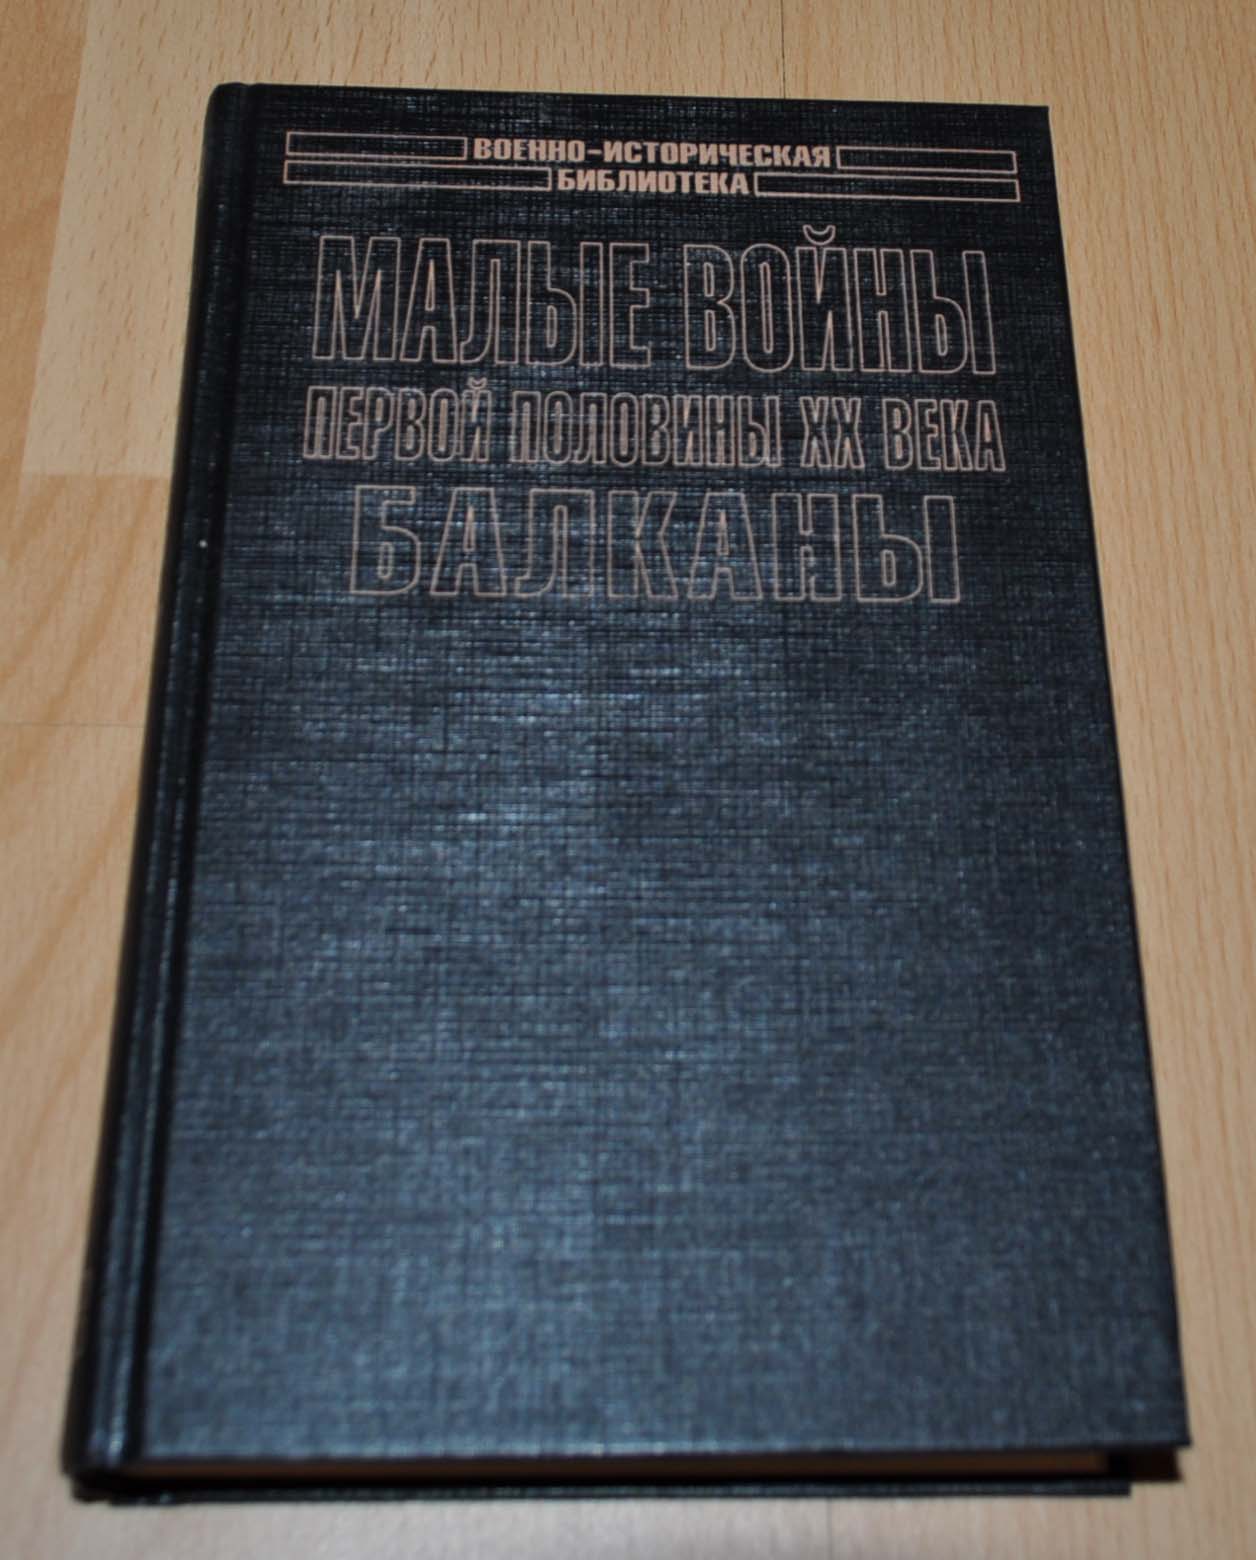 ВОЕННО-ИСТОРИЧЕСКАЯ
БИБЛИОТЕКА
МАЛЫЕ ВОЙНЫ
ПЕРВОЙ ПОЛОВИНЫ XX ВЕКА
БАЛКАНЫ